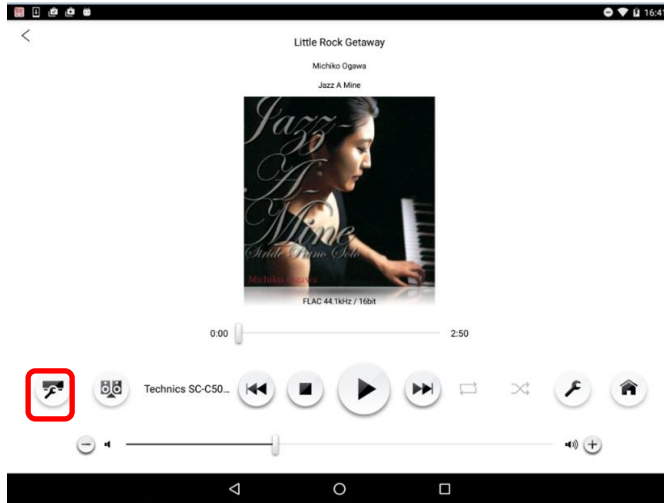 16:41
Little Rock Getaway
Michiko Ogawa
Jazz A Mine
Jazz-
A-
Mine
Stride Piano Solo
Michiko Ogawa
FLAC 44.1kHz / 16bit
0:00
2:50
Technics SC-C50...